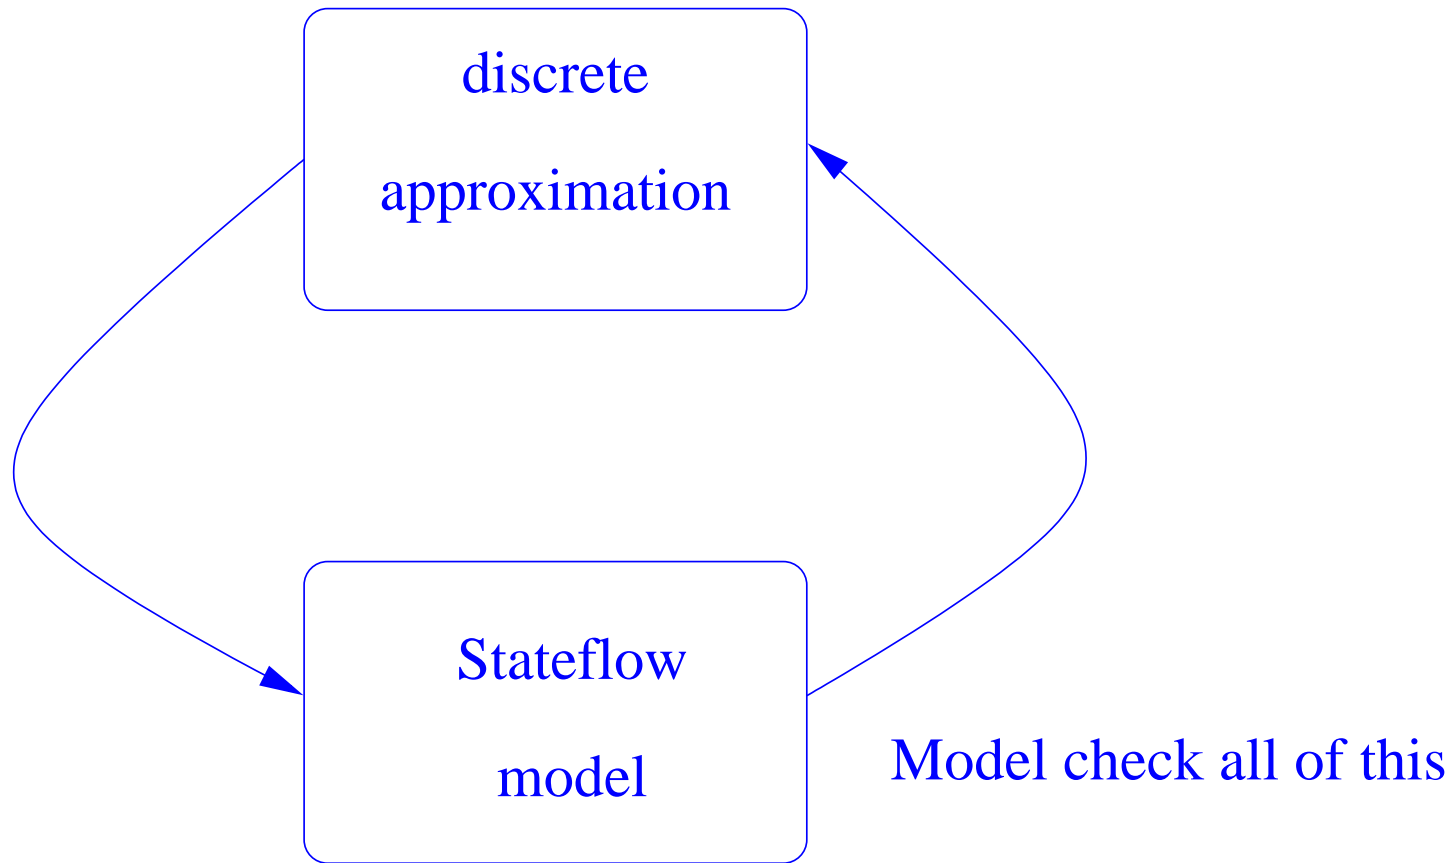 discrete
approximation
Stateflow
model
Model check all of this